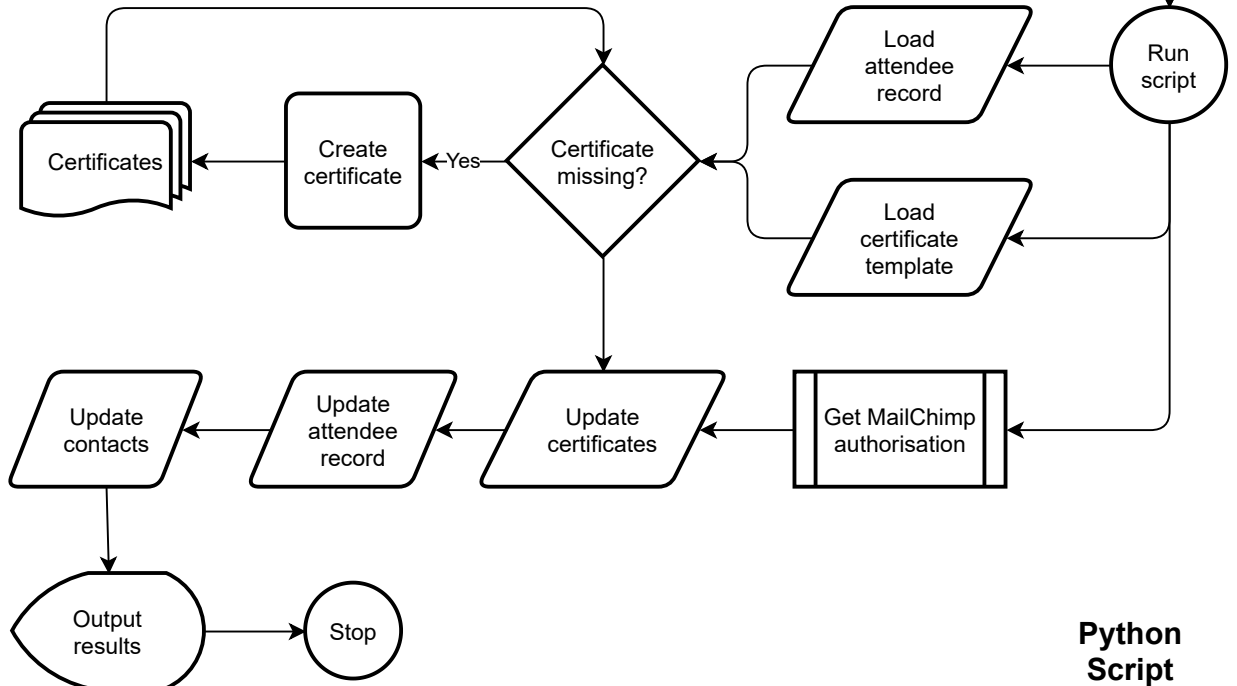 Load
attendee
record
Run
script
Certificates
Create
certificate
Yes
Certificate
missing?
Load
certificate
template
Update
contacts
Update
attendee
record
Update
certificates
Get MailChimp
authorisation
Output
results
Stop
Python
Script